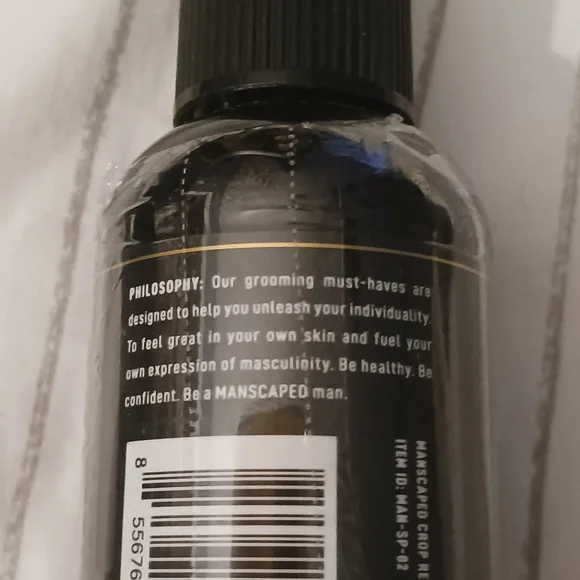 PHILOSOPHY: Our grooming must-haves are
designed to help you unleash your individuality.
To feel great in your own skin and fuel your
own expression of masculinity. Be healthy. Be
confident. Be a MANSCAPED man.
MANSCAPED CROP RE
ITEM ID: MAN-SP-02
8
55676